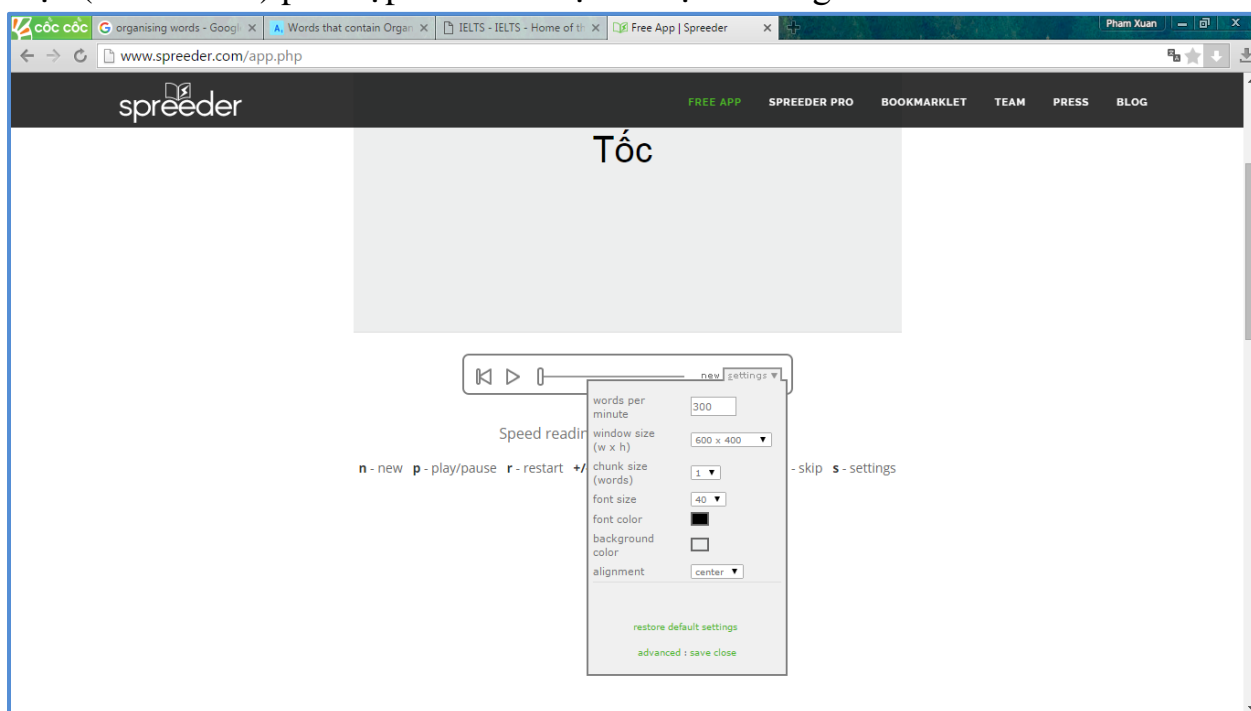 cốc cốc
organising words - Googl
Words that contain Organ
IELTS - IELTS - Home of th
Free App | Spreeder
Pham Xuan
www.spreeder.com/app.php
spreeder
FREE APP SPREEDER PRO BOOKMARKLET TEAM PRESS BLOG
Tốc
new settings ▼
words per minute 300
Speed readin
window size (w x h) 600 x 400 ▼
n - new p - play/pause r - restart +/
- skip s - settings
chunk size (words) 1 ▼
font size 40 ▼
font color
background color
alignment center ▼
restore default settings
advanced : save close